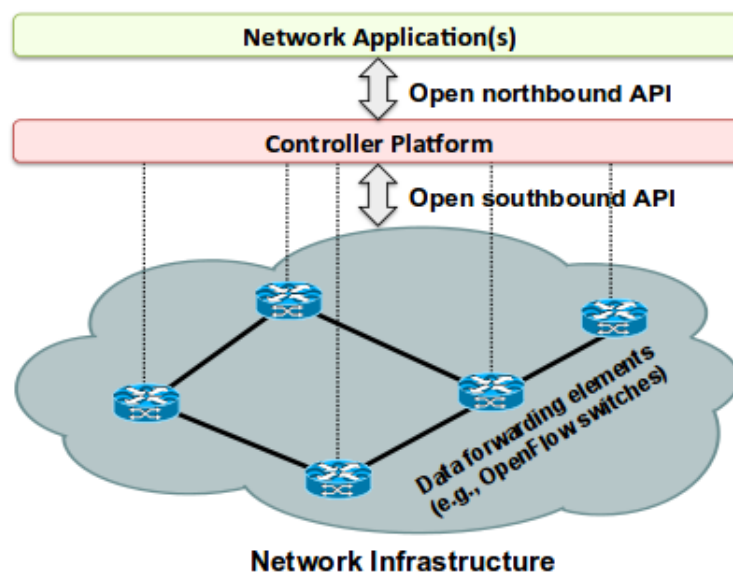 Network Application(s)
Open northbound API
Controller Platform
Open southbound API
Data forwarding elements
(e.g., OpenFlow switches)
Network Infrastructure